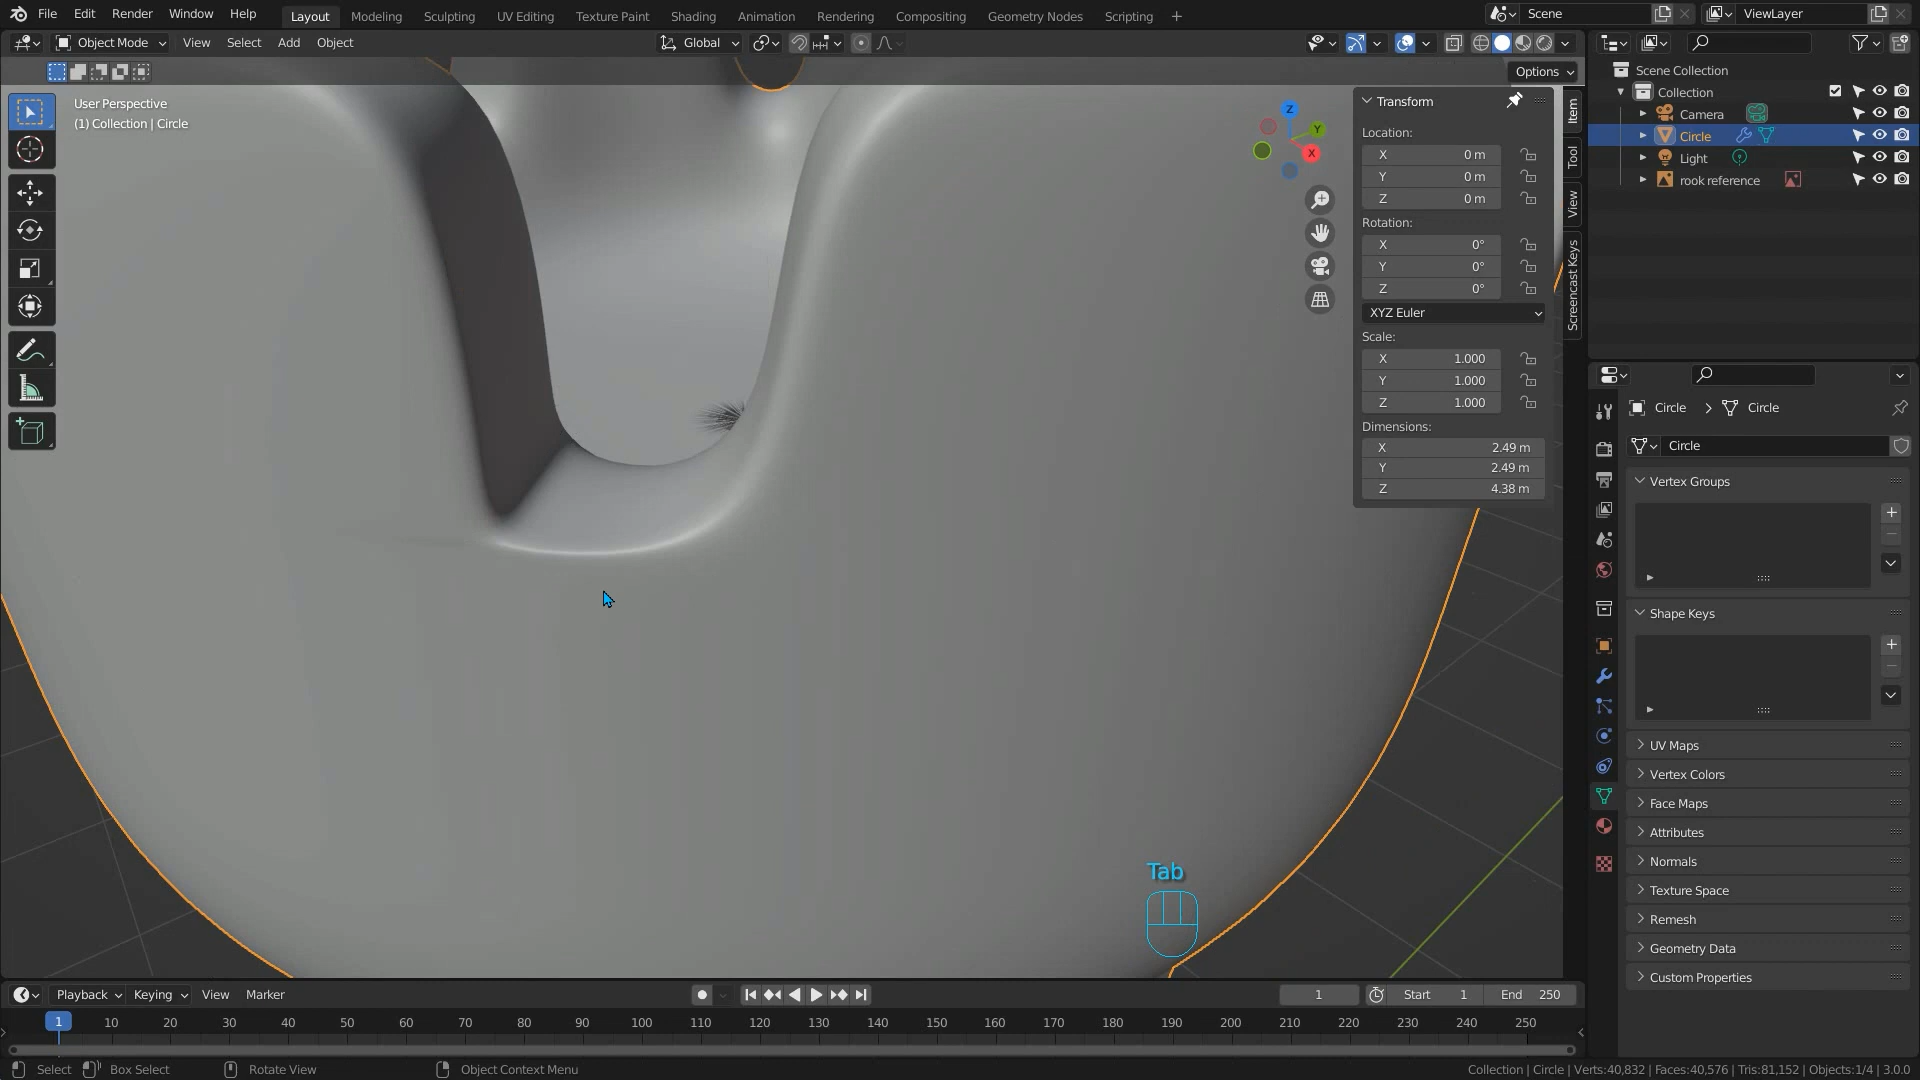 File Edit Render Window Help Layout Modeling Sculpting UV Editing Texture Paint Shading Animation Rendering Compositing Geometry Nodes Scripting + Scene ViewLayer
Object Mode View Select Add Object Global
Options
User Perspective
(1) Collection | Circle
Transform
Location:
X 0 m
Y 0 m
Z 0 m
Rotation:
X 0°
Y 0°
Z 0°
XYZ Euler
Scale:
X 1.000
Y 1.000
Z 1.000
Dimensions:
X 2.49 m
Y 2.49 m
Z 4.38 m
Item
Tool
View
Screencast Keys
Z
Y
X
Scene Collection
Collection
Camera
Circle
Light
rook reference
Circle > Circle
Circle
Vertex Groups
Shape Keys
UV Maps
Vertex Colors
Face Maps
Attributes
Normals
Texture Space
Remesh
Geometry Data
Custom Properties
Tab
Playback Keying View Marker 1 Start 1 End 250
1 10 20 30 40 50 60 70 80 90 100 110 120 130 140 150 160 170 180 190 200 210 220 230 240 250
Select Box Select Rotate View Object Context Menu Collection | Circle | Verts:40,832 | Faces:40,576 | Tris:81,152 | Objects:1/4 | 3.0.0